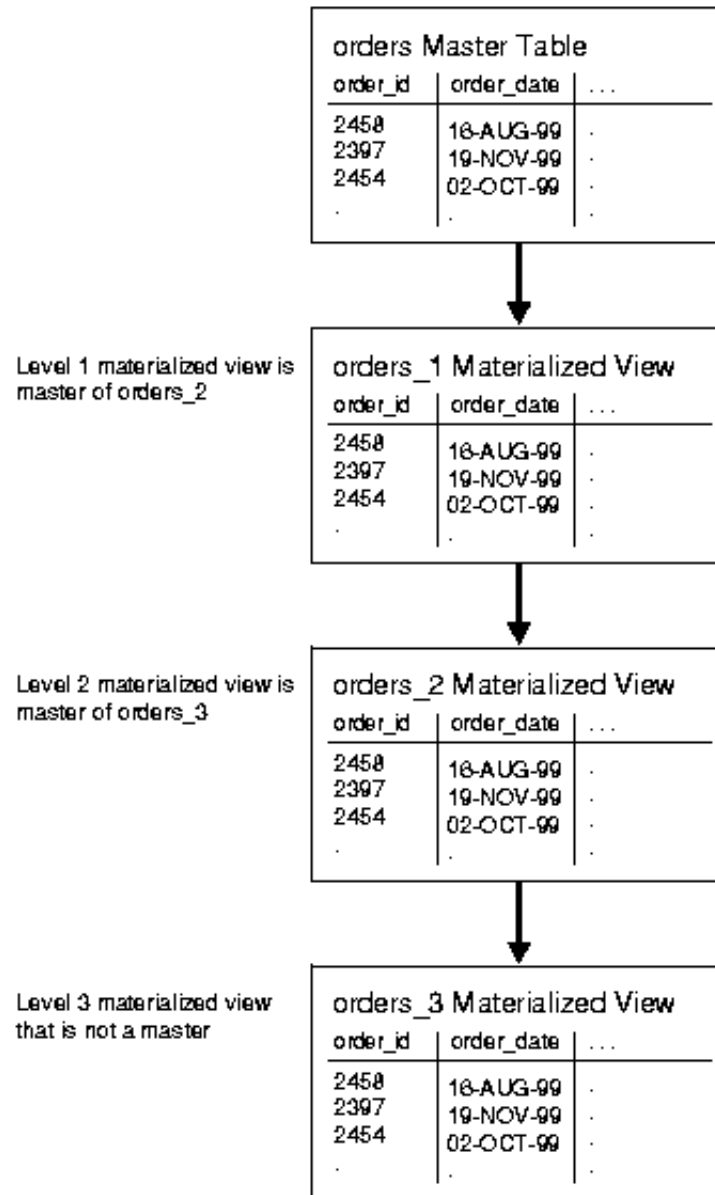 orders Master Table
order_id order_date ...
2458 16-AUG-99 .
2397 19-NOV-99 .
2454 02-OCT-99 .
. . .
Level 1 materialized view is
master of orders_2
orders_1 Materialized View
order_id order_date ...
2458 16-AUG-99 .
2397 19-NOV-99 .
2454 02-OCT-99 .
. . .
Level 2 materialized view is
master of orders_3
orders_2 Materialized View
order_id order_date ...
2458 16-AUG-99 .
2397 19-NOV-99 .
2454 02-OCT-99 .
. . .
Level 3 materialized view
that is not a master
orders_3 Materialized View
order_id order_date ...
2458 16-AUG-99 .
2397 19-NOV-99 .
2454 02-OCT-99 .
. . .